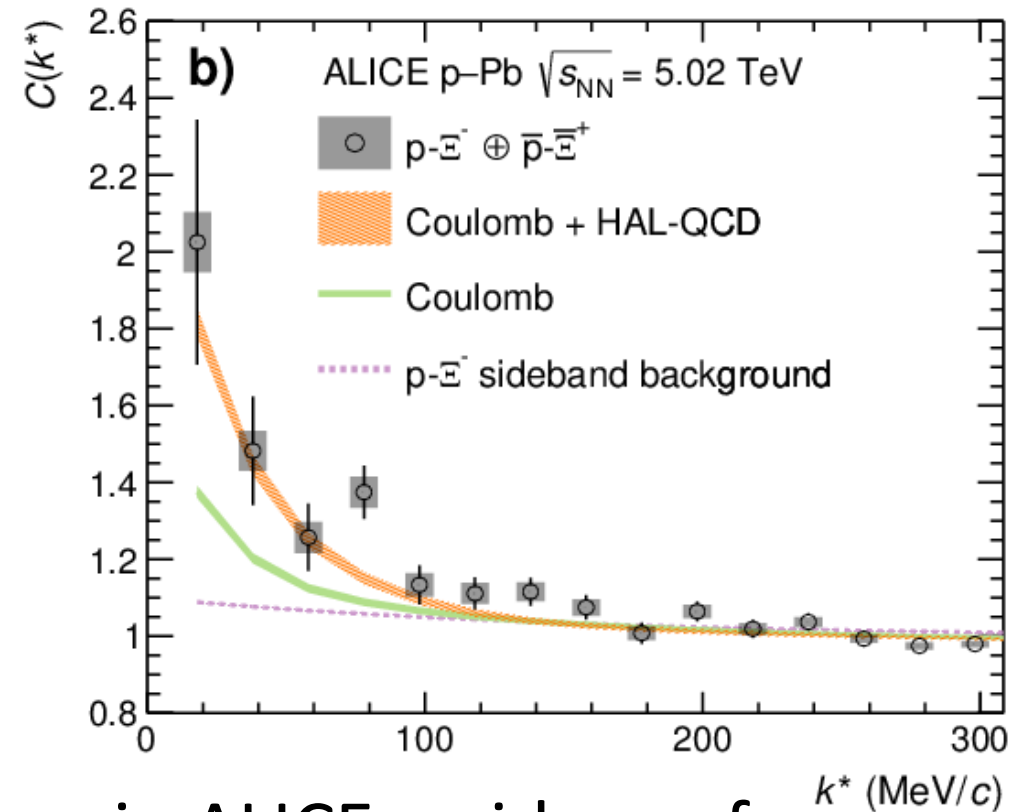 C(k*)
2.6
2.4
2.2
2
1.8
1.6
1.4
1.2
1
0.8
b) ALICE p–Pb √sNN = 5.02 TeV
p-Ξ⁻ ⊕ p̅-Ξ̅⁺
Coulomb + HAL-QCD
Coulomb
p-Ξ⁻ sideband background
0 100 200 300
k* (MeV/c)